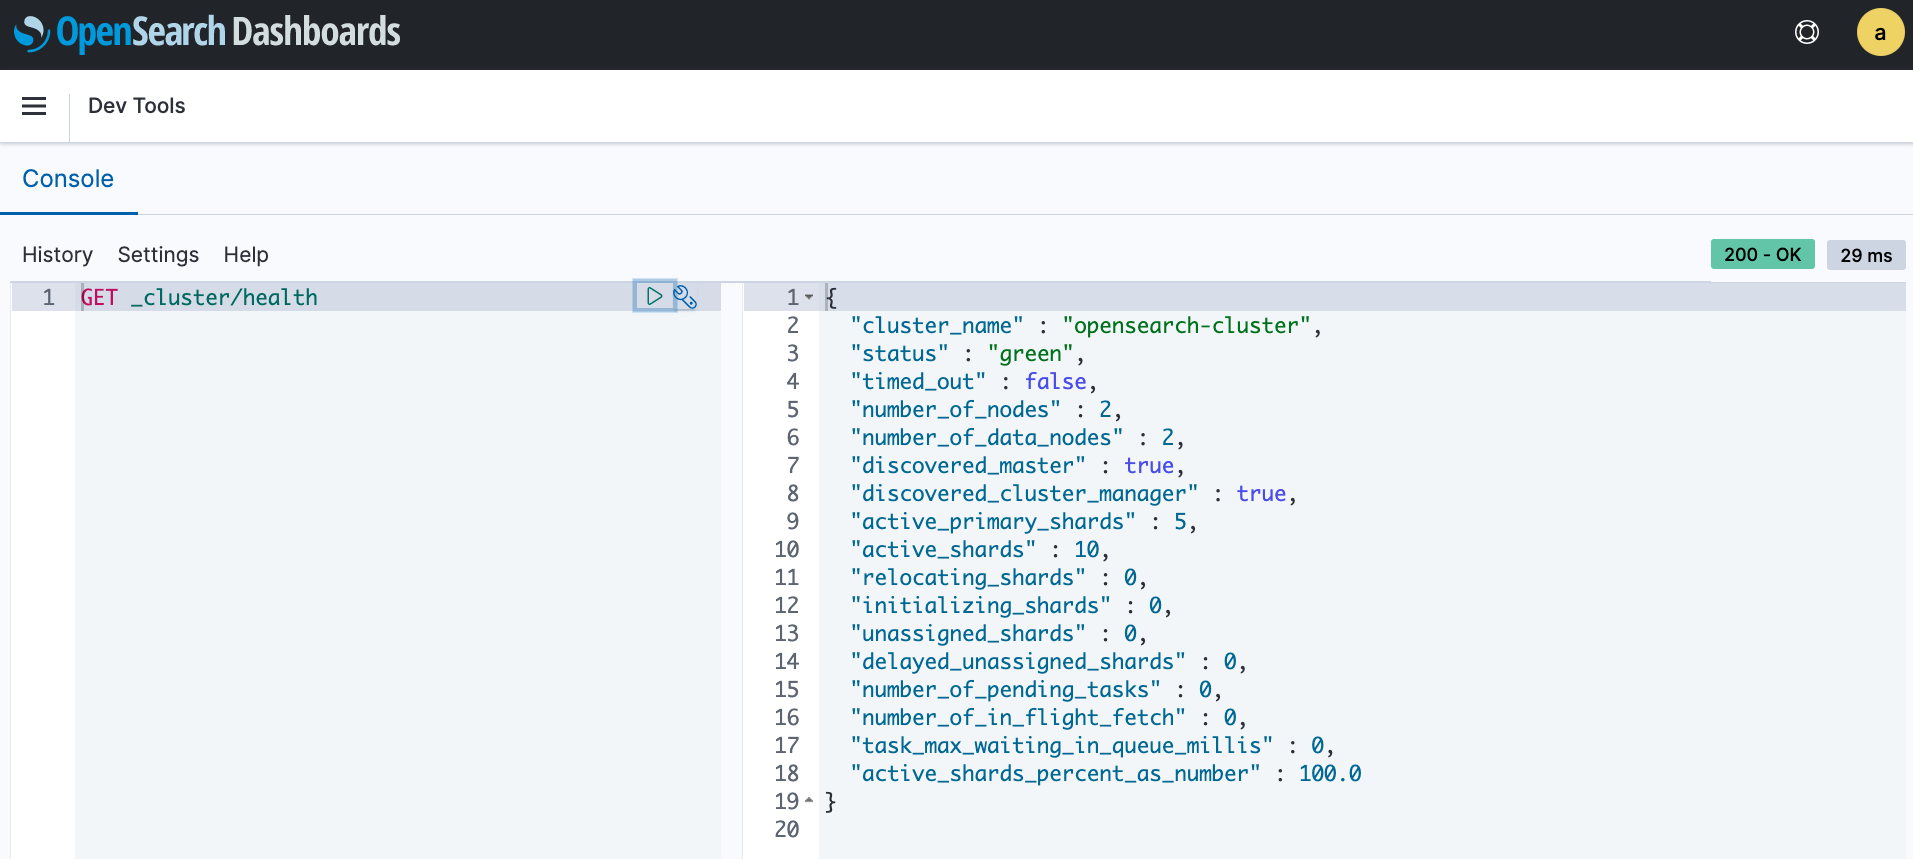 OpenSearch Dashboards
a
Dev Tools
Console
History Settings Help
200 - OK 29 ms
1 GET _cluster/health
1 {
2 "cluster_name" : "opensearch-cluster",
3 "status" : "green",
4 "timed_out" : false,
5 "number_of_nodes" : 2,
6 "number_of_data_nodes" : 2,
7 "discovered_master" : true,
8 "discovered_cluster_manager" : true,
9 "active_primary_shards" : 5,
10 "active_shards" : 10,
11 "relocating_shards" : 0,
12 "initializing_shards" : 0,
13 "unassigned_shards" : 0,
14 "delayed_unassigned_shards" : 0,
15 "number_of_pending_tasks" : 0,
16 "number_of_in_flight_fetch" : 0,
17 "task_max_waiting_in_queue_millis" : 0,
18 "active_shards_percent_as_number" : 100.0
19 }
20